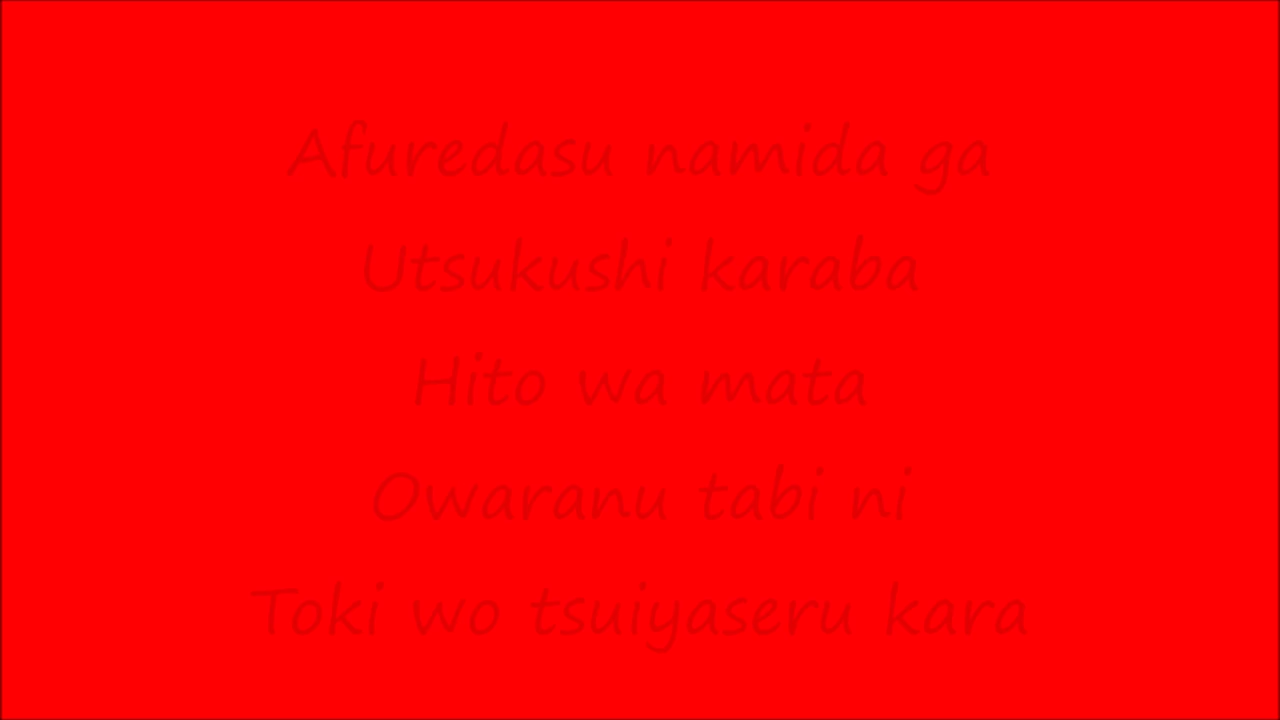 Afuredasu namida ga
Utsukushi karaba
Hito wa mata
Owaranu tabi ni
Toki wo tsuiyaseru kara